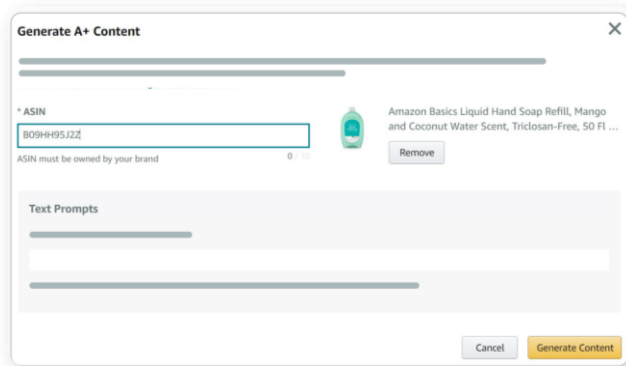 Generate A+ Content
* ASIN
B09HH95J2Z
ASIN must be owned by your brand
0
Amazon Basics Liquid Hand Soap Refill, Mango
and Coconut Water Scent, Triclosan-Free, 50 Fl ...
Remove
Text Prompts
Cancel
Generate Content